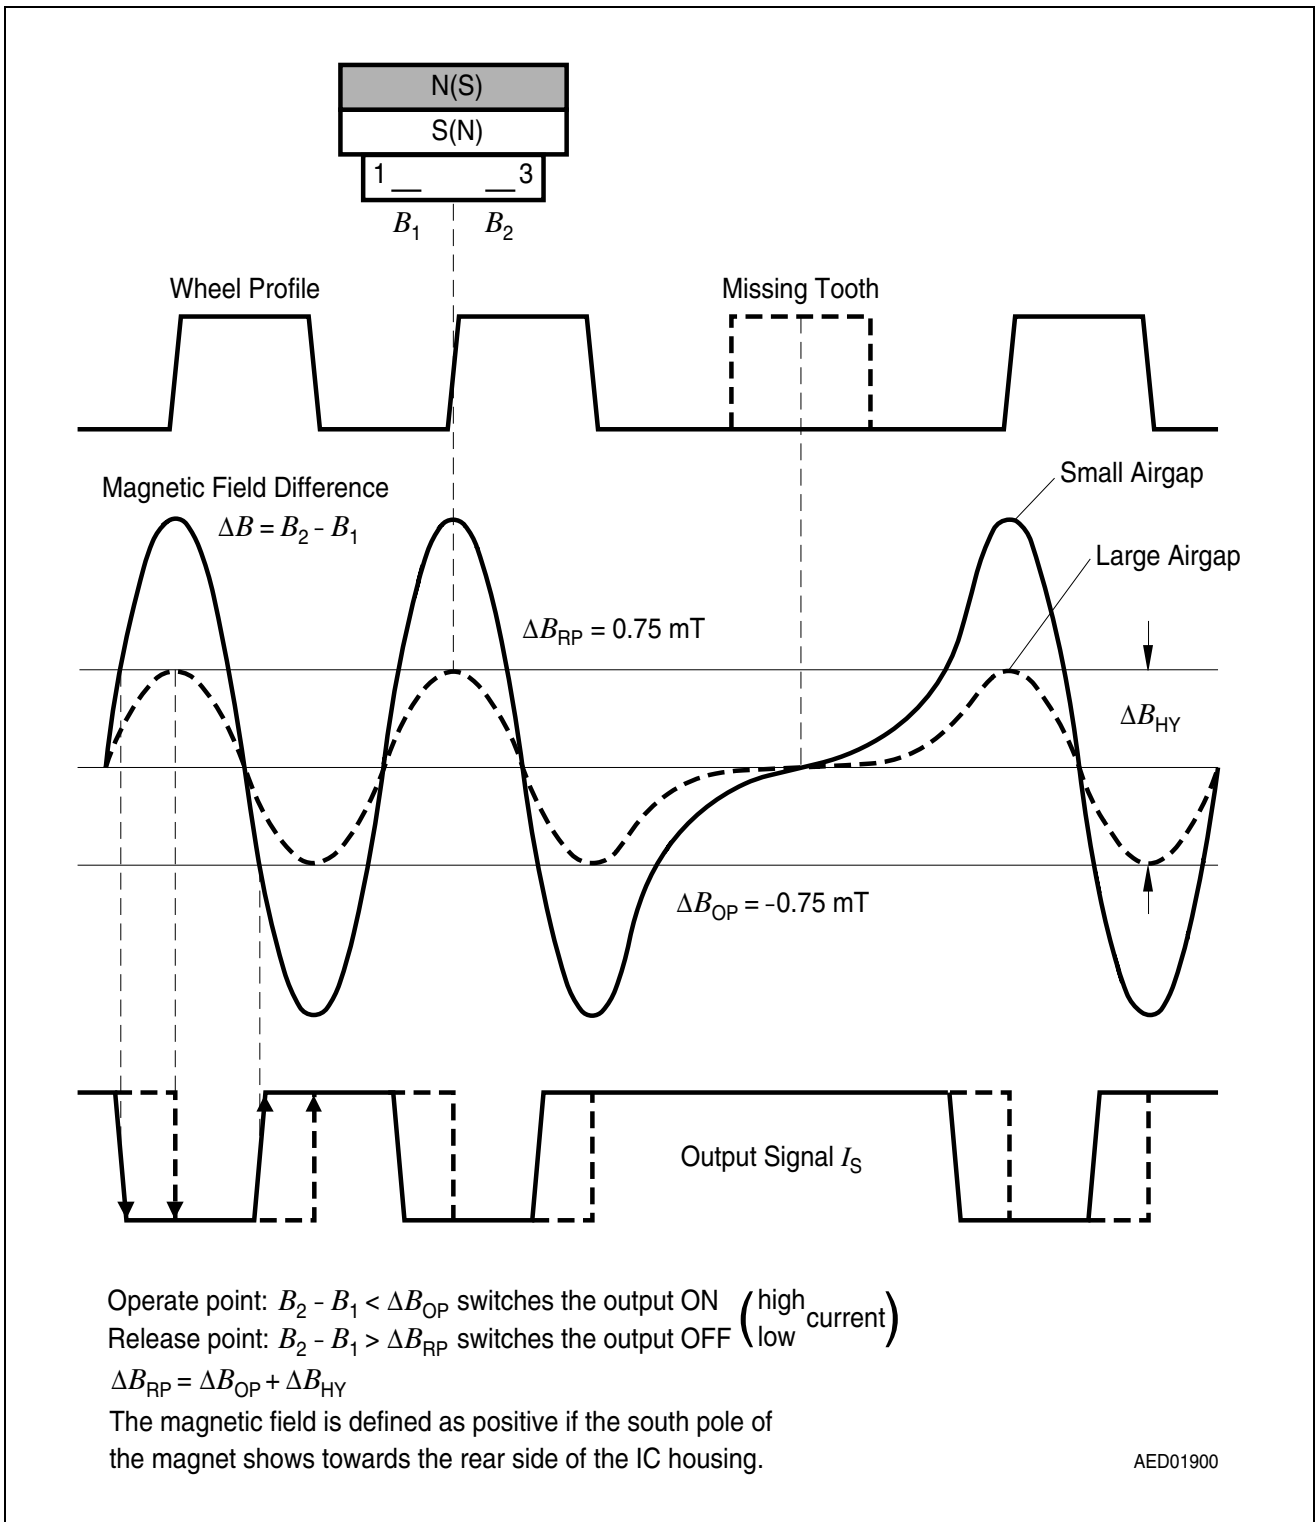 N(S)
S(N)
1 3
B1 B2
Wheel Profile
Missing Tooth
Small Airgap
Magnetic Field Difference
ΔB = B2 - B1
Large Airgap
ΔBRP = 0.75 mT
ΔBHY
ΔBOP = -0.75 mT
Output Signal IS
Operate point: B2 - B1 < ΔBOP switches the output ON (high current)
Release point: B2 - B1 > ΔBRP switches the output OFF (low current)
ΔBRP = ΔBOP + ΔBHY
The magnetic field is defined as positive if the south pole of
the magnet shows towards the rear side of the IC housing.
AED01900